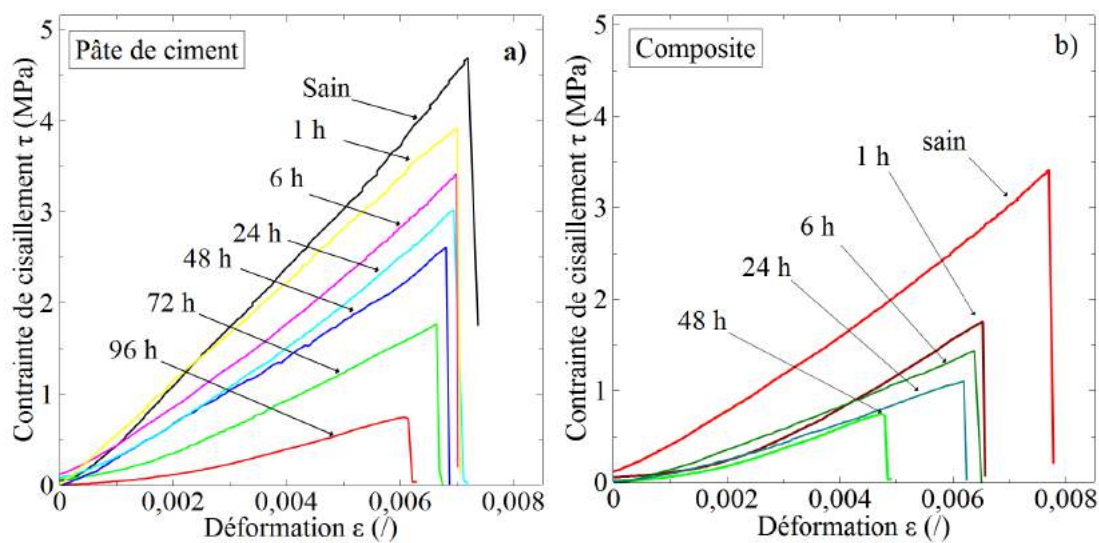 Pâte de ciment
a)
Contrainte de cisaillement τ (MPa)
5
4
3
2
1
0
Sain
1 h
6 h
24 h
48 h
72 h
96 h
0
0,002
0,004
0,006
0,008
Déformation ε (/)
Composite
b)
Contrainte de cisaillement τ (MPa)
5
4
3
2
1
0
sain
1 h
6 h
24 h
48 h
0,002
0,004
0,006
0,008
Déformation ε (/)